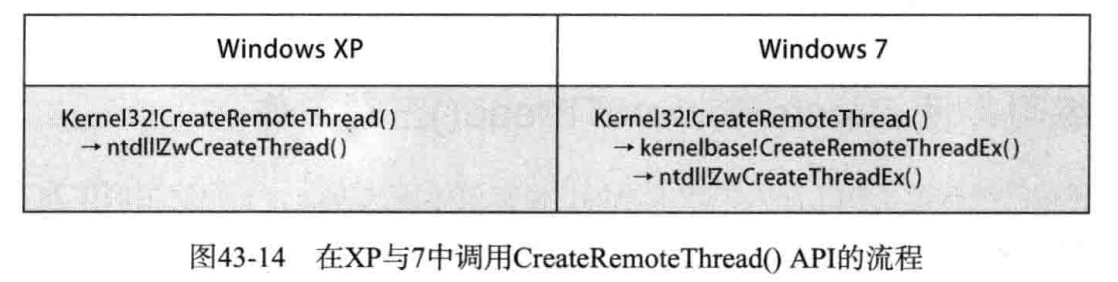 Windows XP
Windows 7
Kernel32!CreateRemoteThread()
→ ntdll!ZwCreateThread()
Kernel32!CreateRemoteThread()
→ kernelbase!CreateRemoteThreadEx()
→ ntdll!ZwCreateThreadEx()
图43-14 在XP与7中调用CreateRemoteThread() API的流程